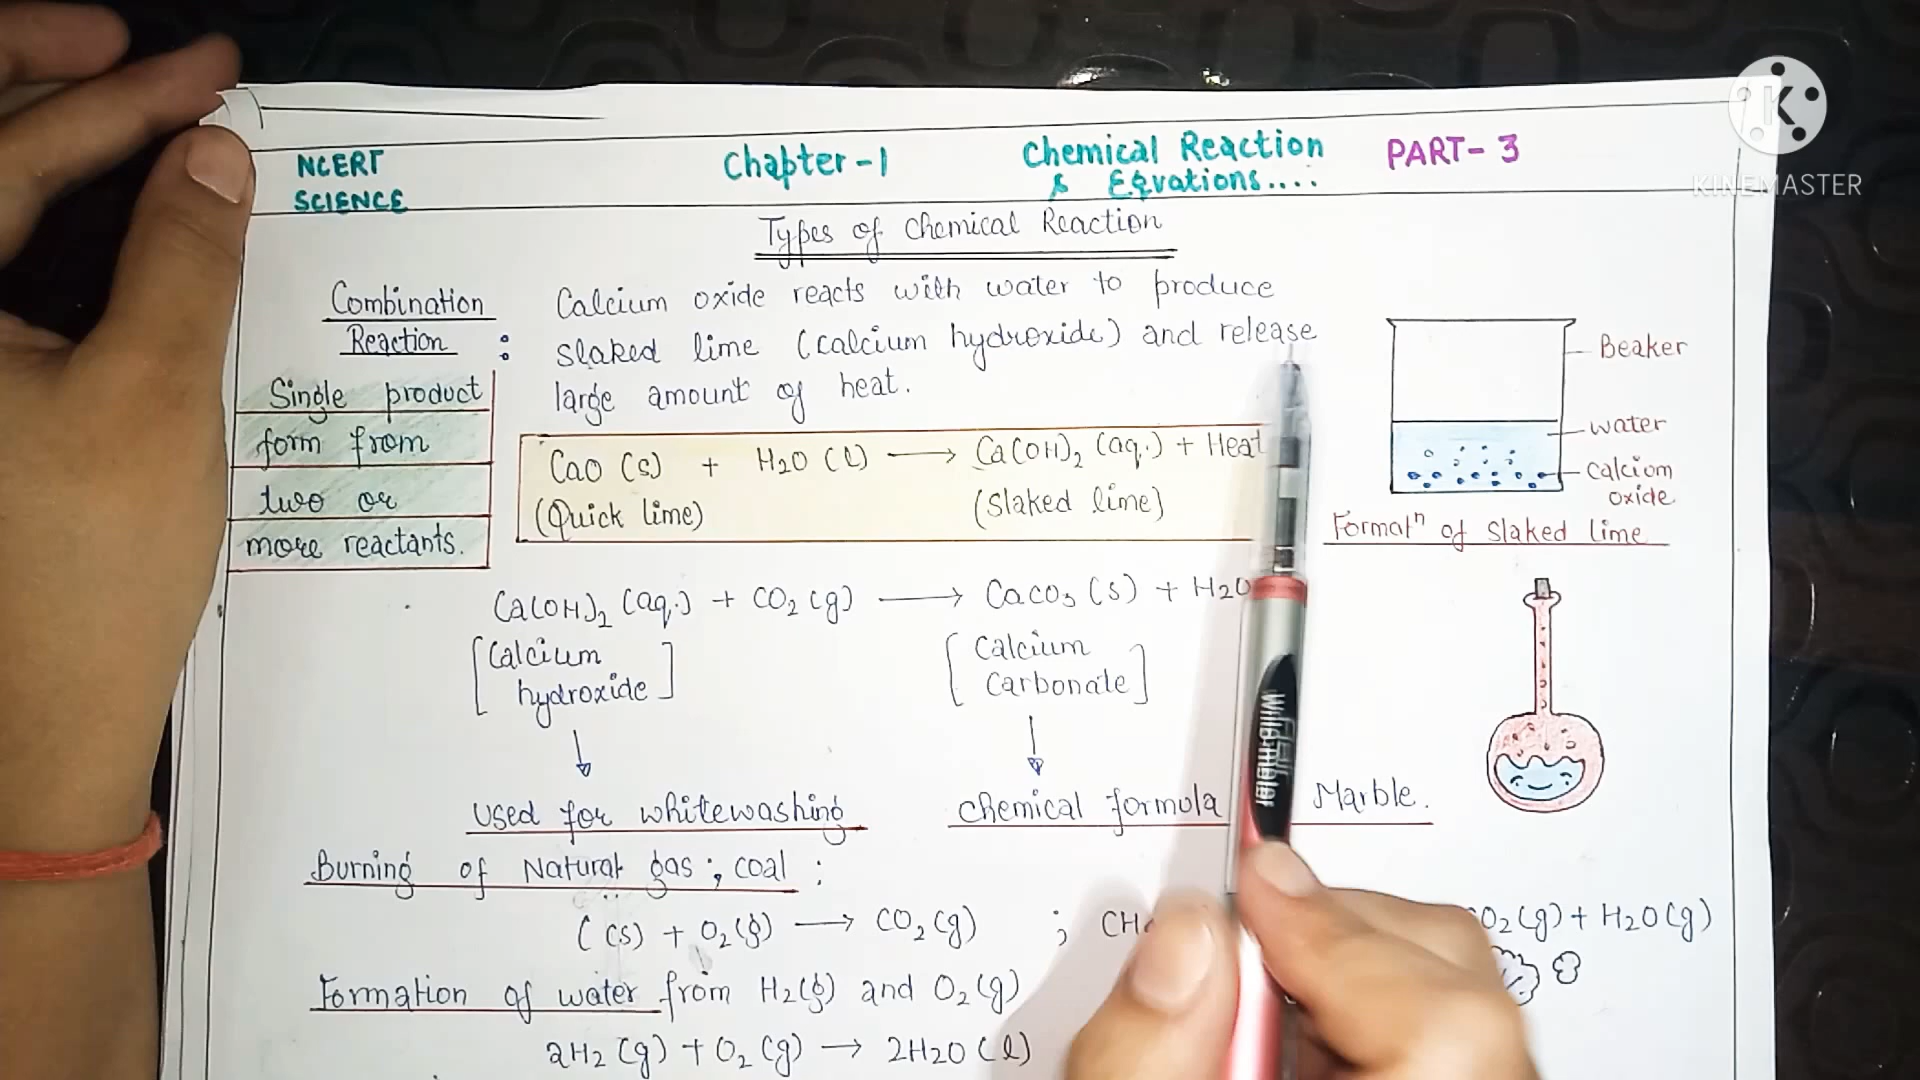 NCERT
SCIENCE
Chapter-1
Chemical Reaction
& Equations....
PART-3
KINEMASTER
Types of Chemical Reaction
Combination
Reaction :
Single product
form from
two or
more reactants.
Calcium oxide reacts with water to produce
slaked lime (calcium hydroxide) and release
large amount of heat.
CaO (s) + H2O (l) ⟶ Ca(OH)2 (aq.) + Heat
(Quick lime) (Slaked lime)
Beaker
water
calcium
oxide
Formatⁿ of slaked lime
Ca(OH)2 (aq.) + CO2 (g) ⟶ CaCO3 (s) + H2O
[Calcium
hydroxide]
[Calcium
Carbonate]
used for whitewashing
chemical formula Marble.
Burning of Natural gas ; coal :
C (s) + O2 (g) ⟶ CO2 (g) ; CH4 CO2 (g) + H2O (g)
Formation of water from H2 (g) and O2 (g)
2H2 (g) + O2 (g) → 2H2O (l)